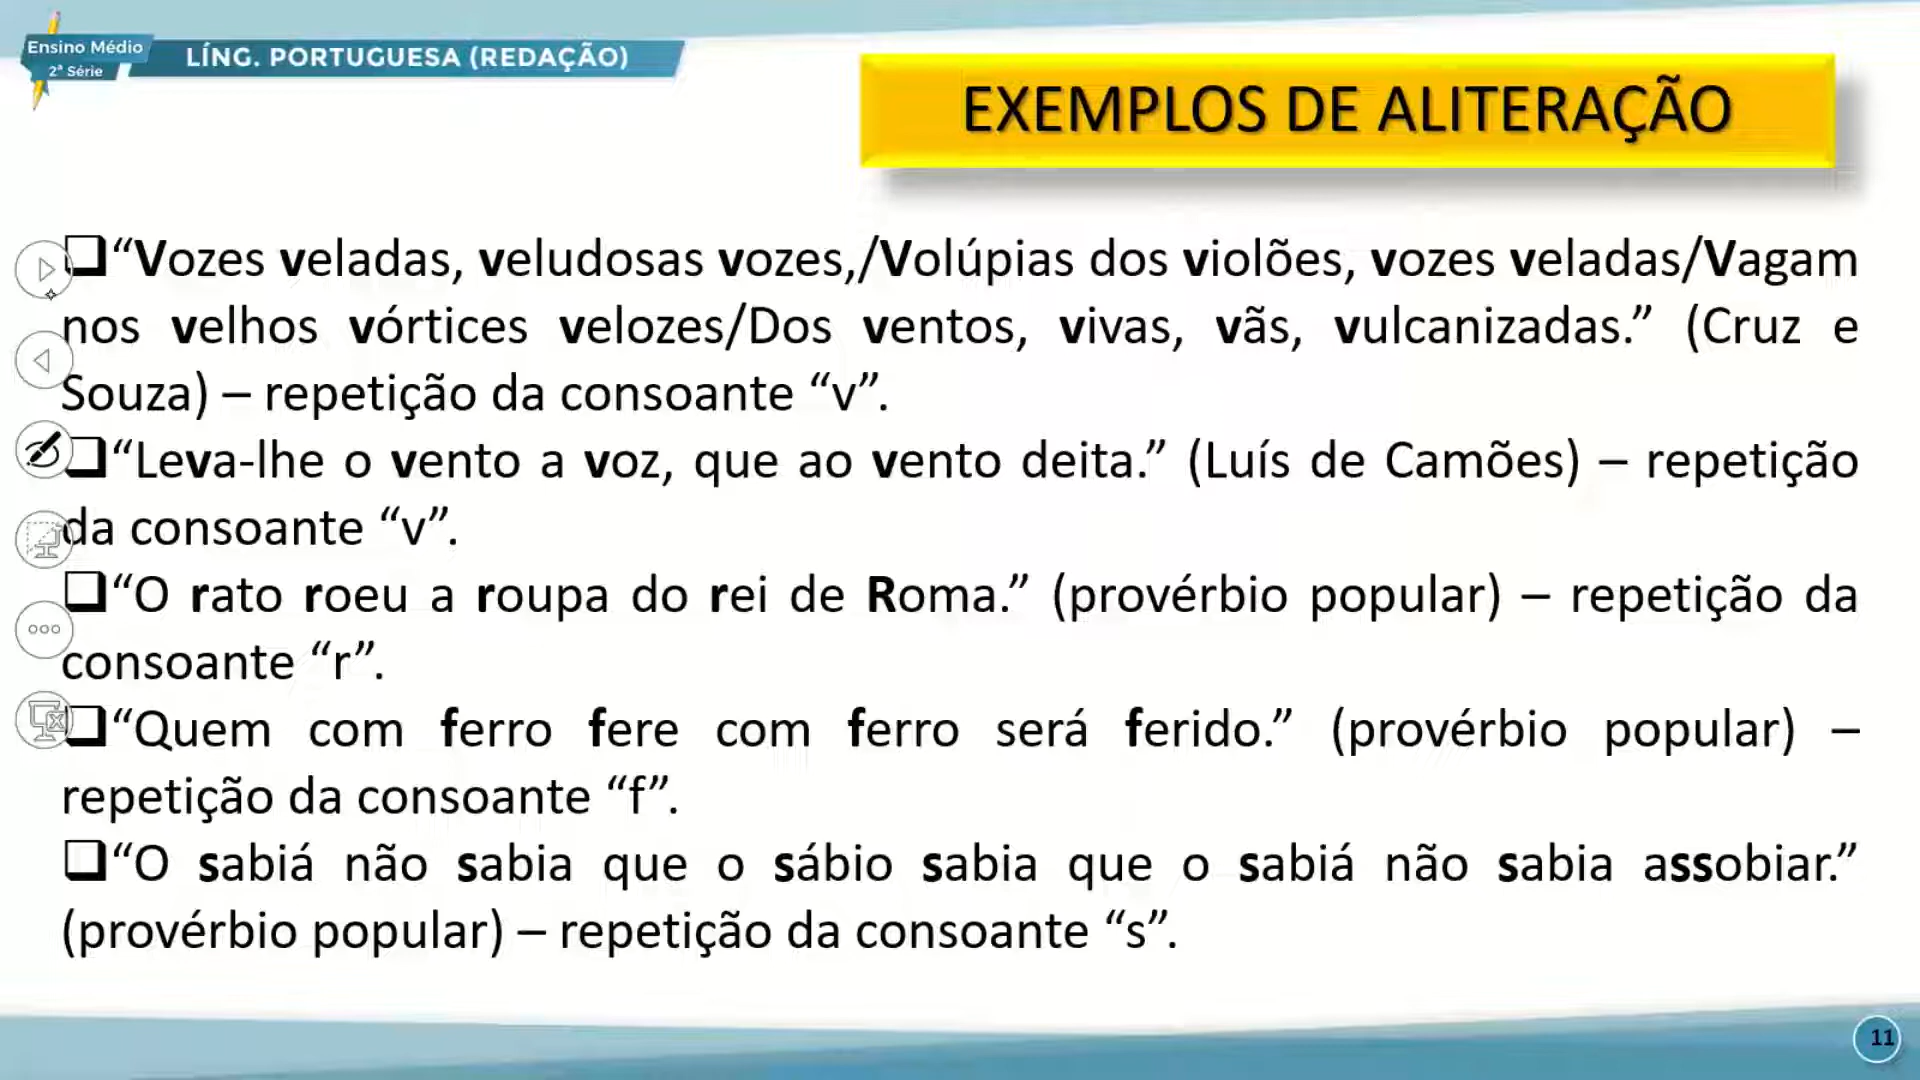 Ensino Médio
2ª Série
LÍNG. PORTUGUESA (REDAÇÃO)
EXEMPLOS DE ALITERAÇÃO
❑“Vozes veladas, veludosas vozes,/Volúpias dos violões, vozes veladas/Vagam
nos velhos vórtices velozes/Dos ventos, vivas, vãs, vulcanizadas.” (Cruz e
Souza) – repetição da consoante “v”.
❑“Leva-lhe o vento a voz, que ao vento deita.” (Luís de Camões) – repetição
da consoante “v”.
❑“O rato roeu a roupa do rei de Roma.” (provérbio popular) – repetição da
consoante “r”.
❑“Quem com ferro fere com ferro será ferido.” (provérbio popular) –
repetição da consoante “f”.
❑“O sabiá não sabia que o sábio sabia que o sabiá não sabia assobiar.”
(provérbio popular) – repetição da consoante “s”.
11